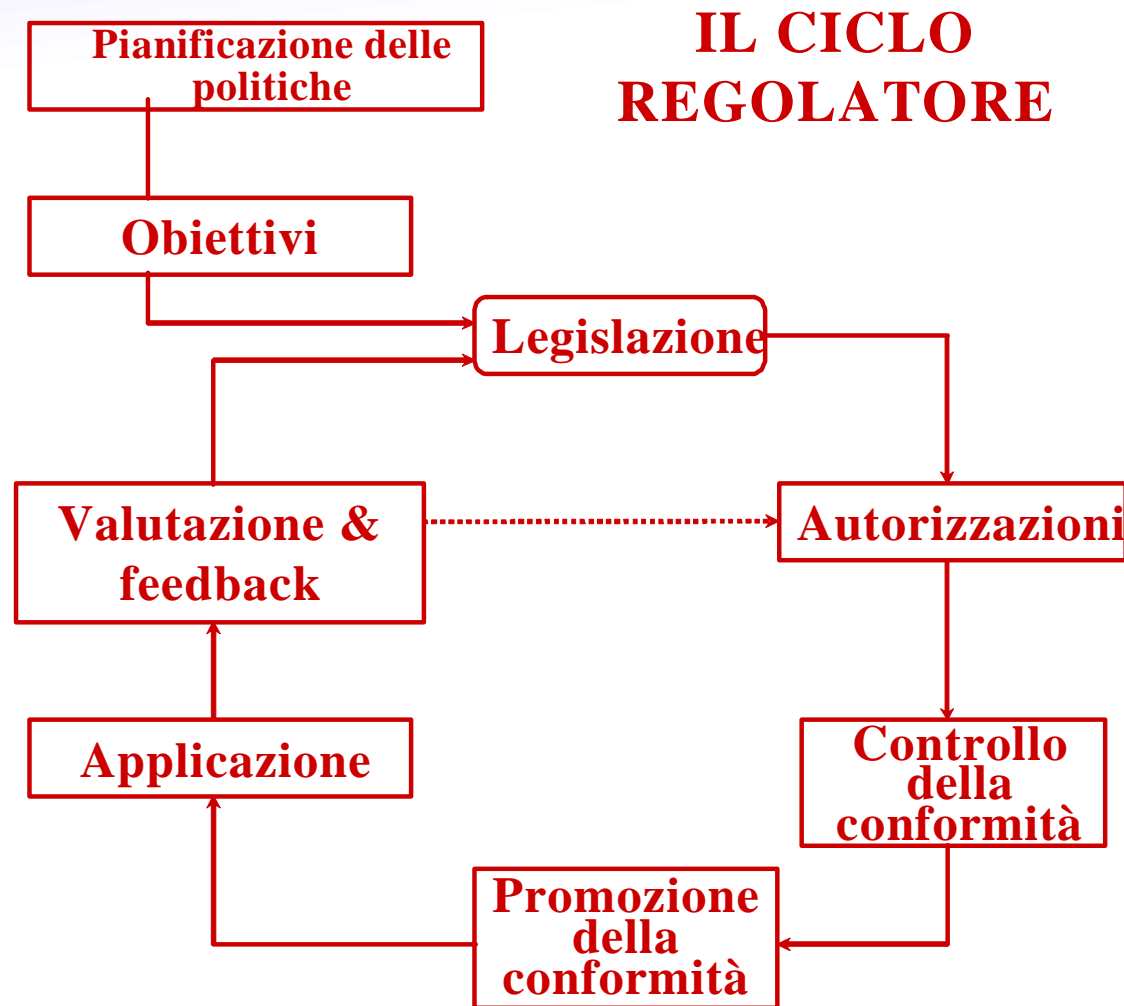 IL CICLO
REGOLATORE
Pianificazione delle
politiche
Obiettivi
Legislazione
Valutazione &
feedback
Autorizzazioni
Applicazione
Controllo
della
conformità
Promozione
della
conformità